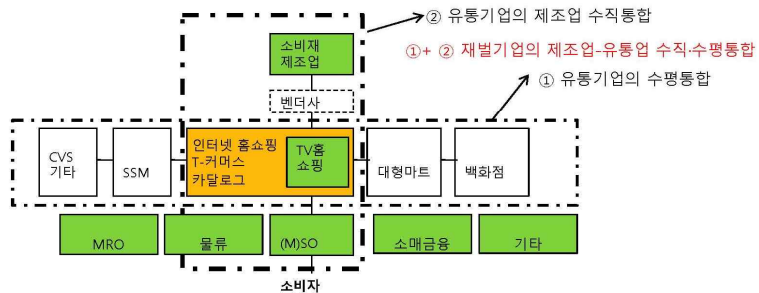 ② 유통기업의 제조업 수직통합
소비재
제조업
①+ ② 재벌기업의 제조업-유통업 수직·수평통합
① 유통기업의 수평통합
벤더사
CVS
기타
SSM
인터넷 홈쇼핑
T-커머스
카달로그
TV홈
쇼핑
대형마트
백화점
MRO
물류
(M)SO
소매금융
기타
소비자